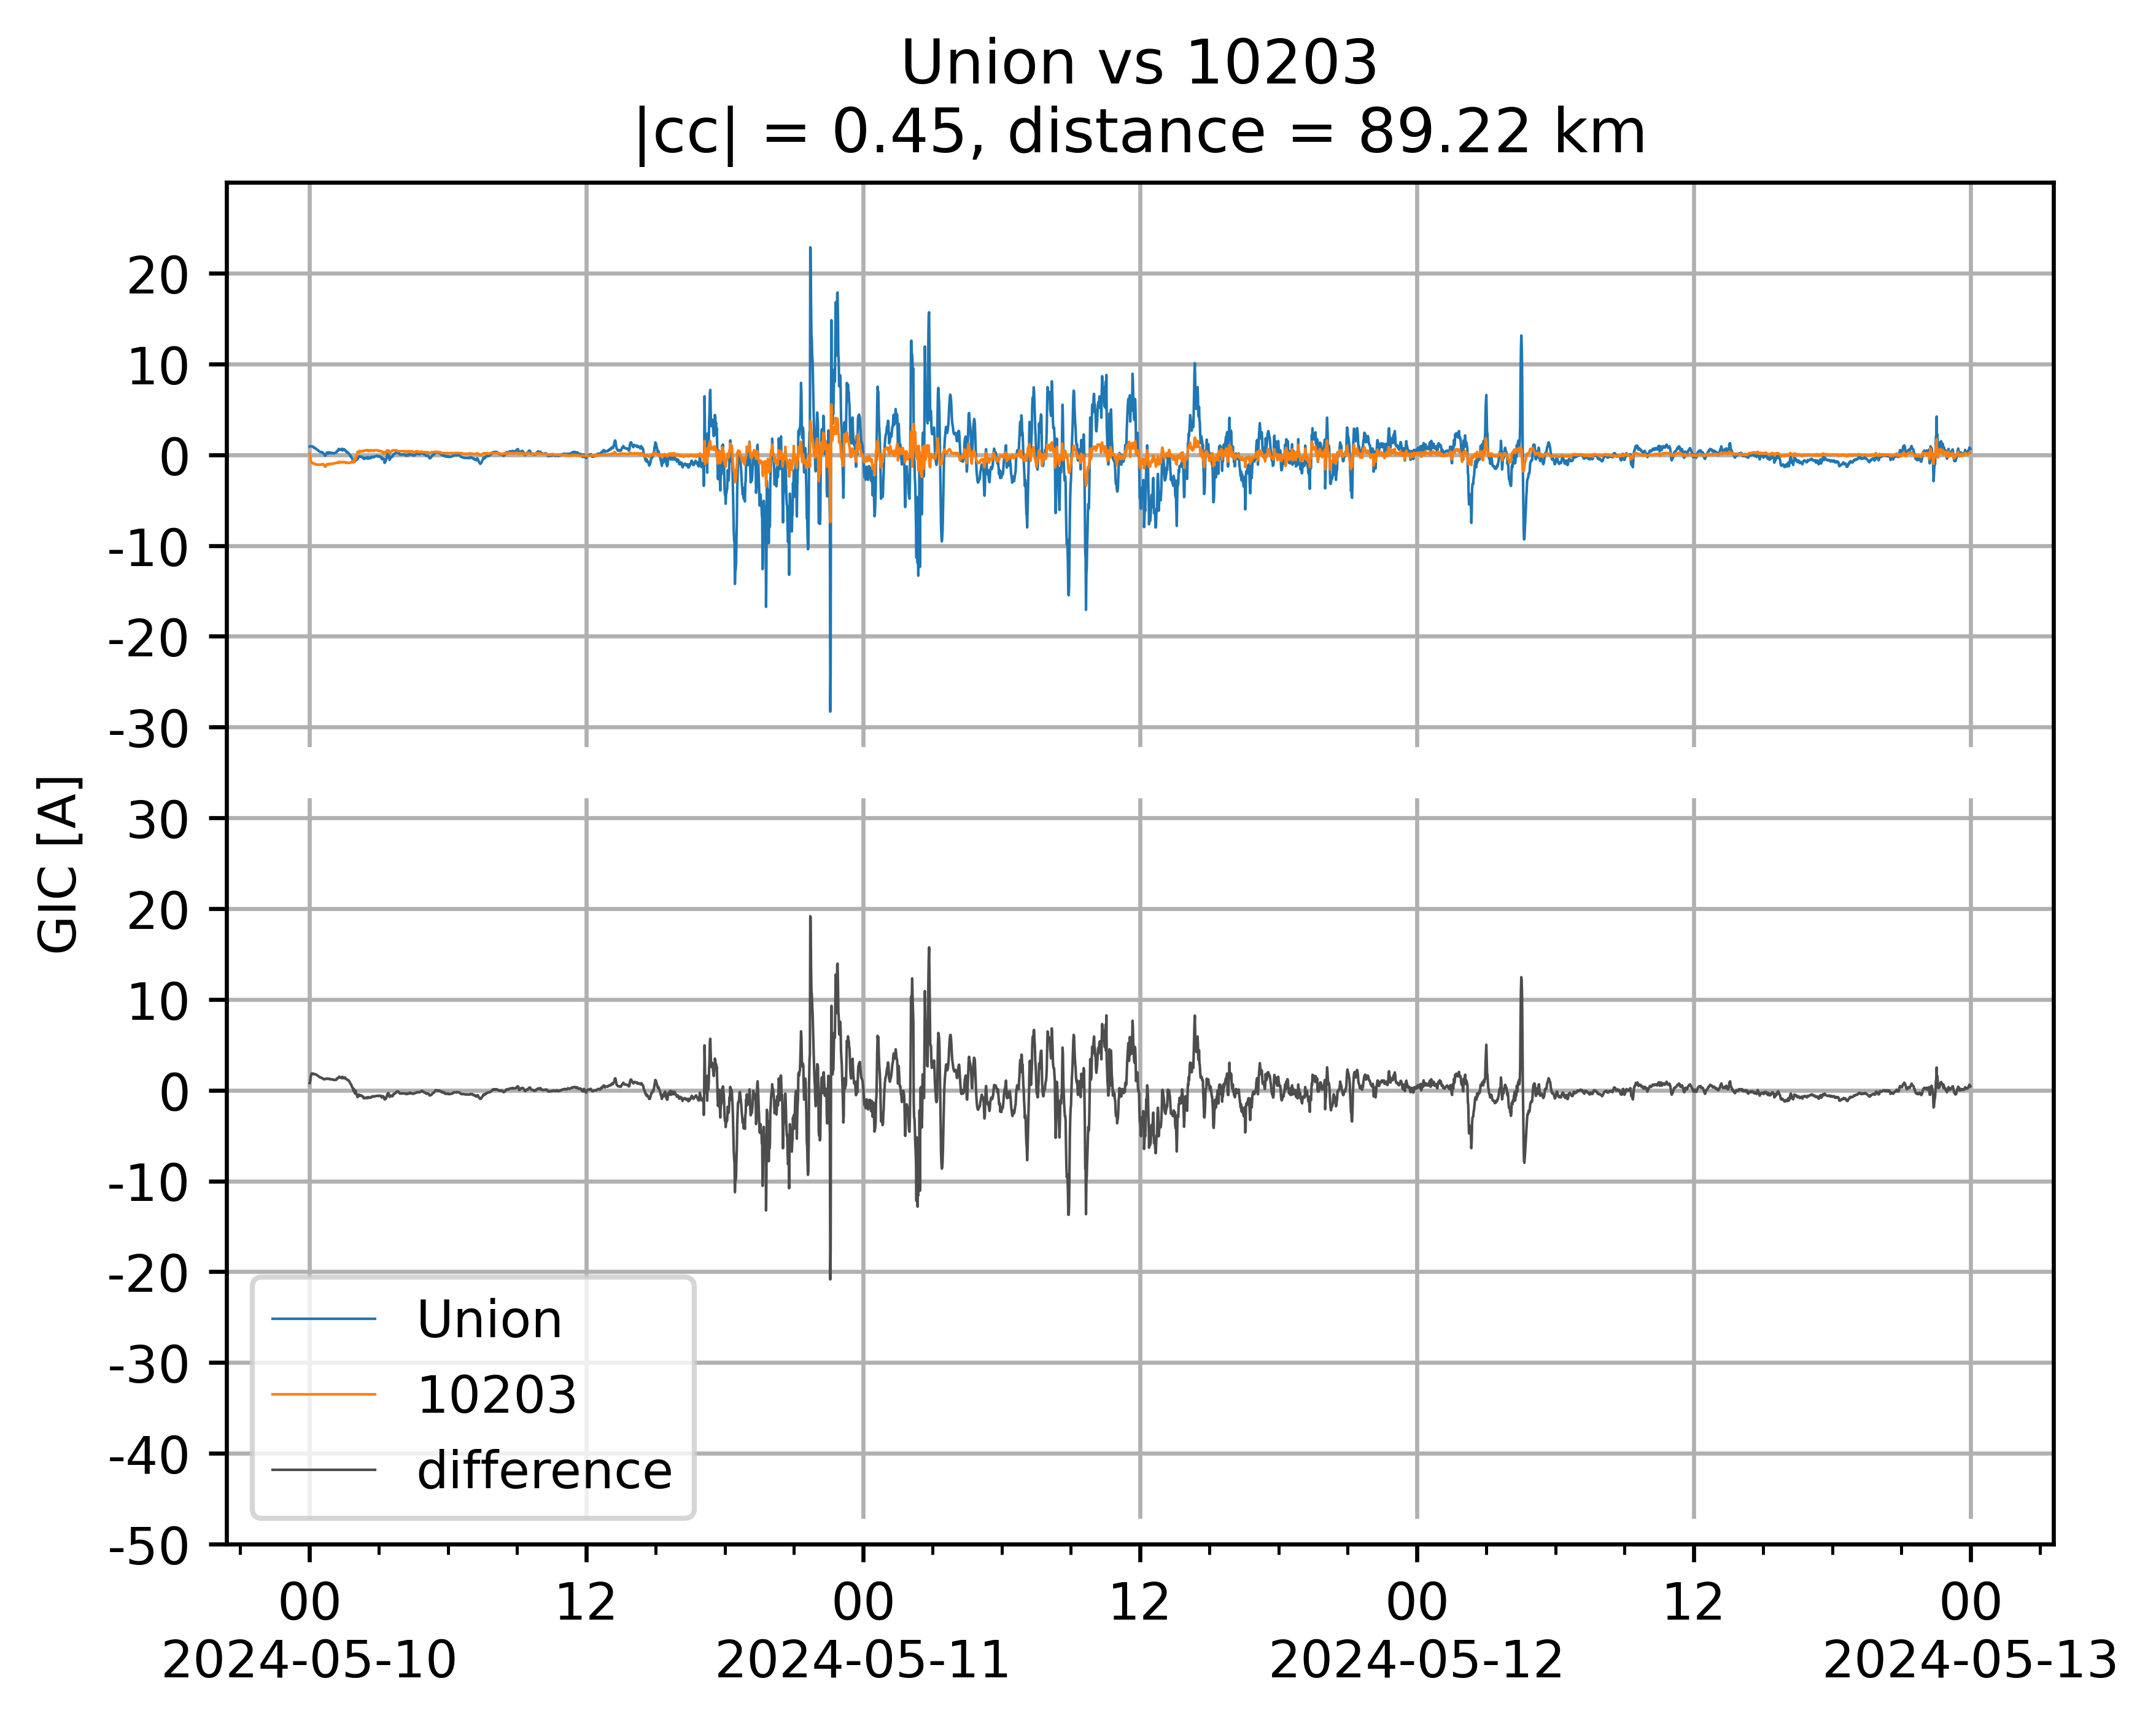 Union vs 10203
|cc| = 0.45, distance = 89.22 km
GIC [A]
20
10
0
-10
-20
-30
30
20
10
0
-10
-20
-30
-40
-50
Union
10203
difference
00 12 00 12 00 12 00
2024-05-10 2024-05-11 2024-05-12 2024-05-13